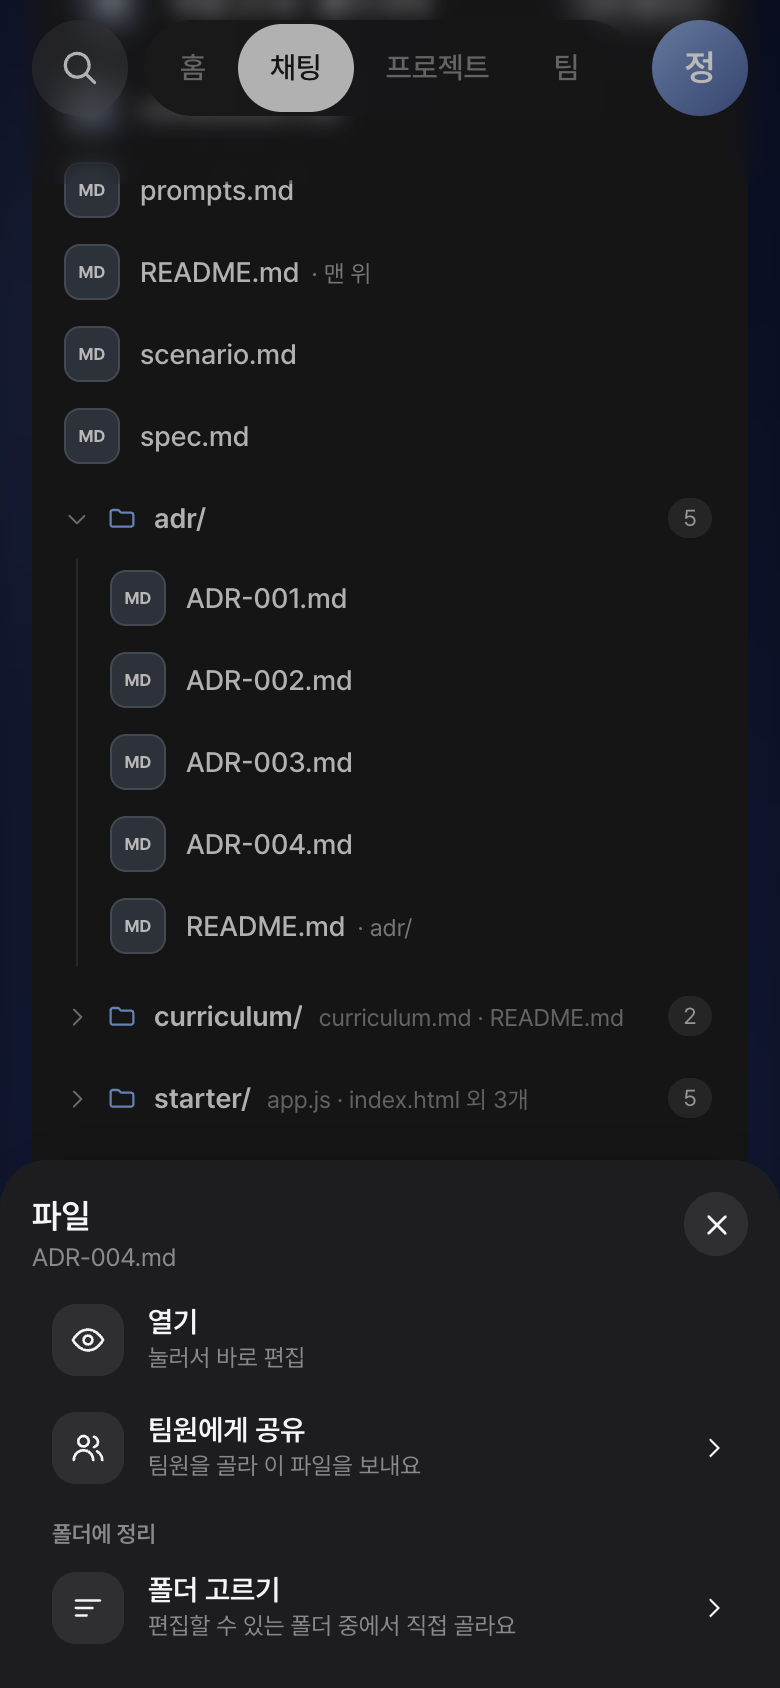 홈 채팅 프로젝트 팀 정
MD prompts.md
MD README.md · 맨 위
MD scenario.md
MD spec.md
adr/ 5
MD ADR-001.md
MD ADR-002.md
MD ADR-003.md
MD ADR-004.md
MD README.md · adr/
curriculum/ curriculum.md · README.md 2
starter/ app.js · index.html 외 3개 5
파일
ADR-004.md
열기
눌러서 바로 편집
팀원에게 공유
팀원을 골라 이 파일을 보내요
폴더에 정리
폴더 고르기
편집할 수 있는 폴더 중에서 직접 골라요